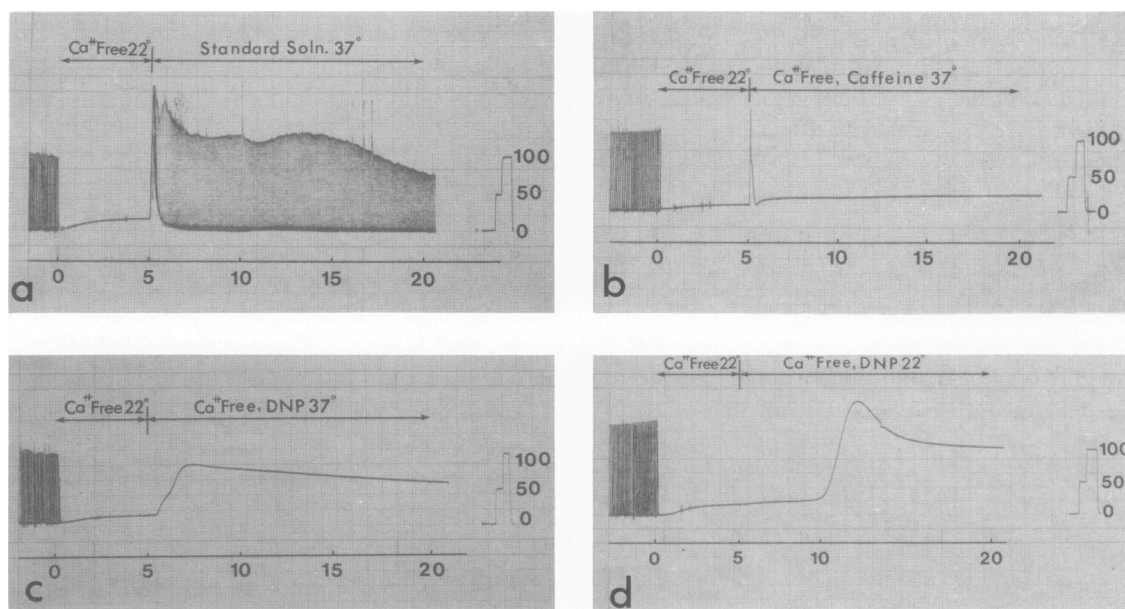 Ca⁺⁺Free 22° Standard Soln. 37°
100
50
0
0 5 10 15 20
a
Ca⁺⁺Free 22° Ca⁺⁺Free, Caffeine 37°
100
50
0
0 5 10 15 20
b
Ca⁺⁺Free 22° Ca⁺⁺Free, DNP 37°
100
50
0
0 5 10 15 20
c
Ca⁺⁺Free 22° Ca⁺⁺Free, DNP 22°
100
50
0
0 5 10 20
d